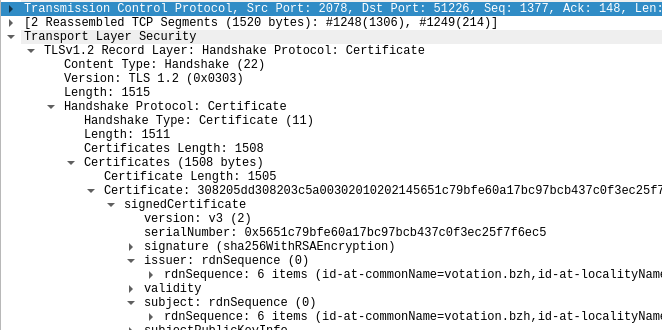 Transmission Control Protocol, Src Port: 2078, Dst Port: 51226, Seq: 1377, Ack: 148, Len:
[2 Reassembled TCP Segments (1520 bytes): #1248(1306), #1249(214)]
Transport Layer Security
TLSv1.2 Record Layer: Handshake Protocol: Certificate
Content Type: Handshake (22)
Version: TLS 1.2 (0x0303)
Length: 1515
Handshake Protocol: Certificate
Handshake Type: Certificate (11)
Length: 1511
Certificates Length: 1508
Certificates (1508 bytes)
Certificate Length: 1505
Certificate: 308205dd308203c5a00302010202145651c79bfe60a17bc97bcb437c0f3ec25f7
signedCertificate
version: v3 (2)
serialNumber: 0x5651c79bfe60a17bc97bcb437c0f3ec25f7f6ec5
signature (sha256WithRSAEncryption)
issuer: rdnSequence (0)
rdnSequence: 6 items (id-at-commonName=votation.bzh,id-at-localityName
validity
subject: rdnSequence (0)
rdnSequence: 6 items (id-at-commonName=votation.bzh,id-at-localityName
subjectPublicKeyInfo